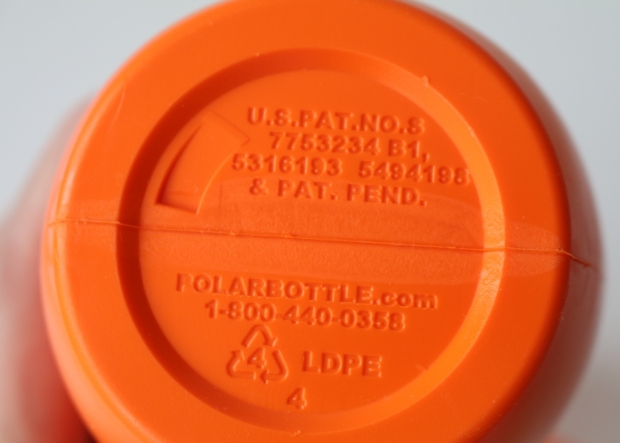 U.S.PAT.NO.S
7753234 B1,
5316193 5494198
& PAT. PEND.
POLARBOTTLE.com
1-800-440-0358
4 LDPE
4